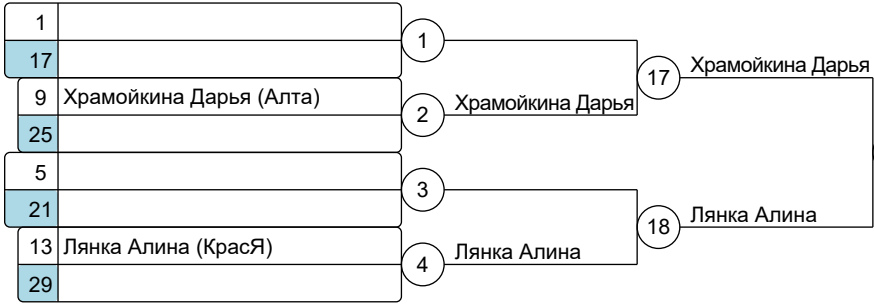 1
17
1
9 Храмойкина Дарья (Алта)
25
2 Храмойкина Дарья
17 Храмойкина Дарья
5
21
3
13 Лянка Алина (КрасЯ)
29
4 Лянка Алина
18 Лянка Алина